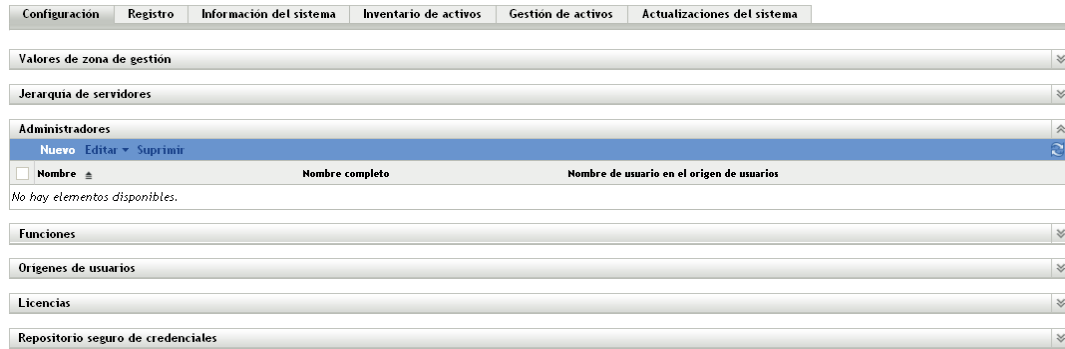 Configuración Registro Información del sistema Inventario de activos Gestión de activos Actualizaciones del sistema
Valores de zona de gestión
Jerarquía de servidores
Administradores
Nuevo Editar Suprimir
Nombre Nombre completo Nombre de usuario en el origen de usuarios
No hay elementos disponibles.
Funciones
Orígenes de usuarios
Licencias
Repositorio seguro de credenciales